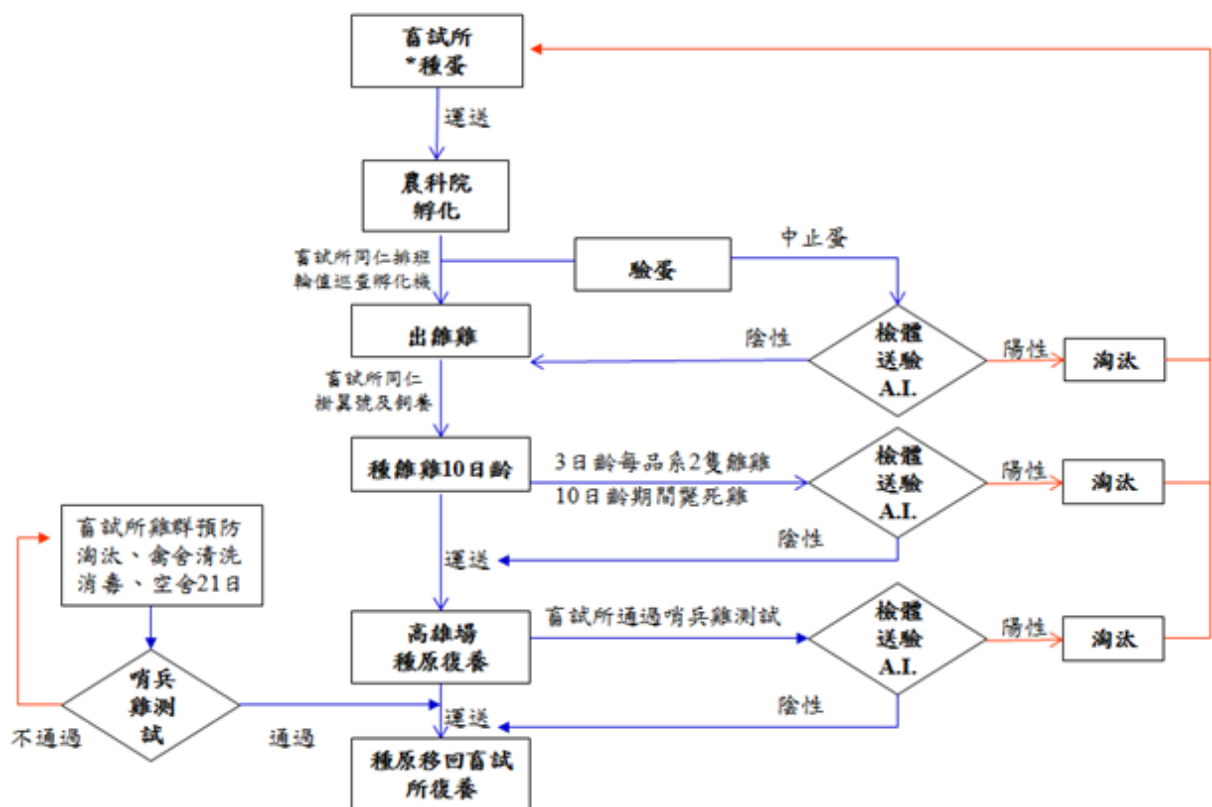 畜試所
*種蛋
運送
農科院
孵化
畜試所同仁排班
輪值巡查孵化機
驗蛋
中止蛋
出雛雞
陰性
檢體
送驗
A.I.
陽性
淘汰
畜試所同仁
掛翼號及飼養
種雛雞10日齡
3日齡每品系2隻雛雞
10日齡期間斃死雞
檢體
送驗
A.I.
陽性
淘汰
陰性
運送
畜試所雞群預防
淘汰、禽舍清洗
消毒、空舍21日
高雄場
種原復養
畜試所通過哨兵雞測試
檢體
送驗
A.I.
陽性
淘汰
陰性
哨兵
雞測
試
不通過
通過
運送
種原移回畜試
所復養